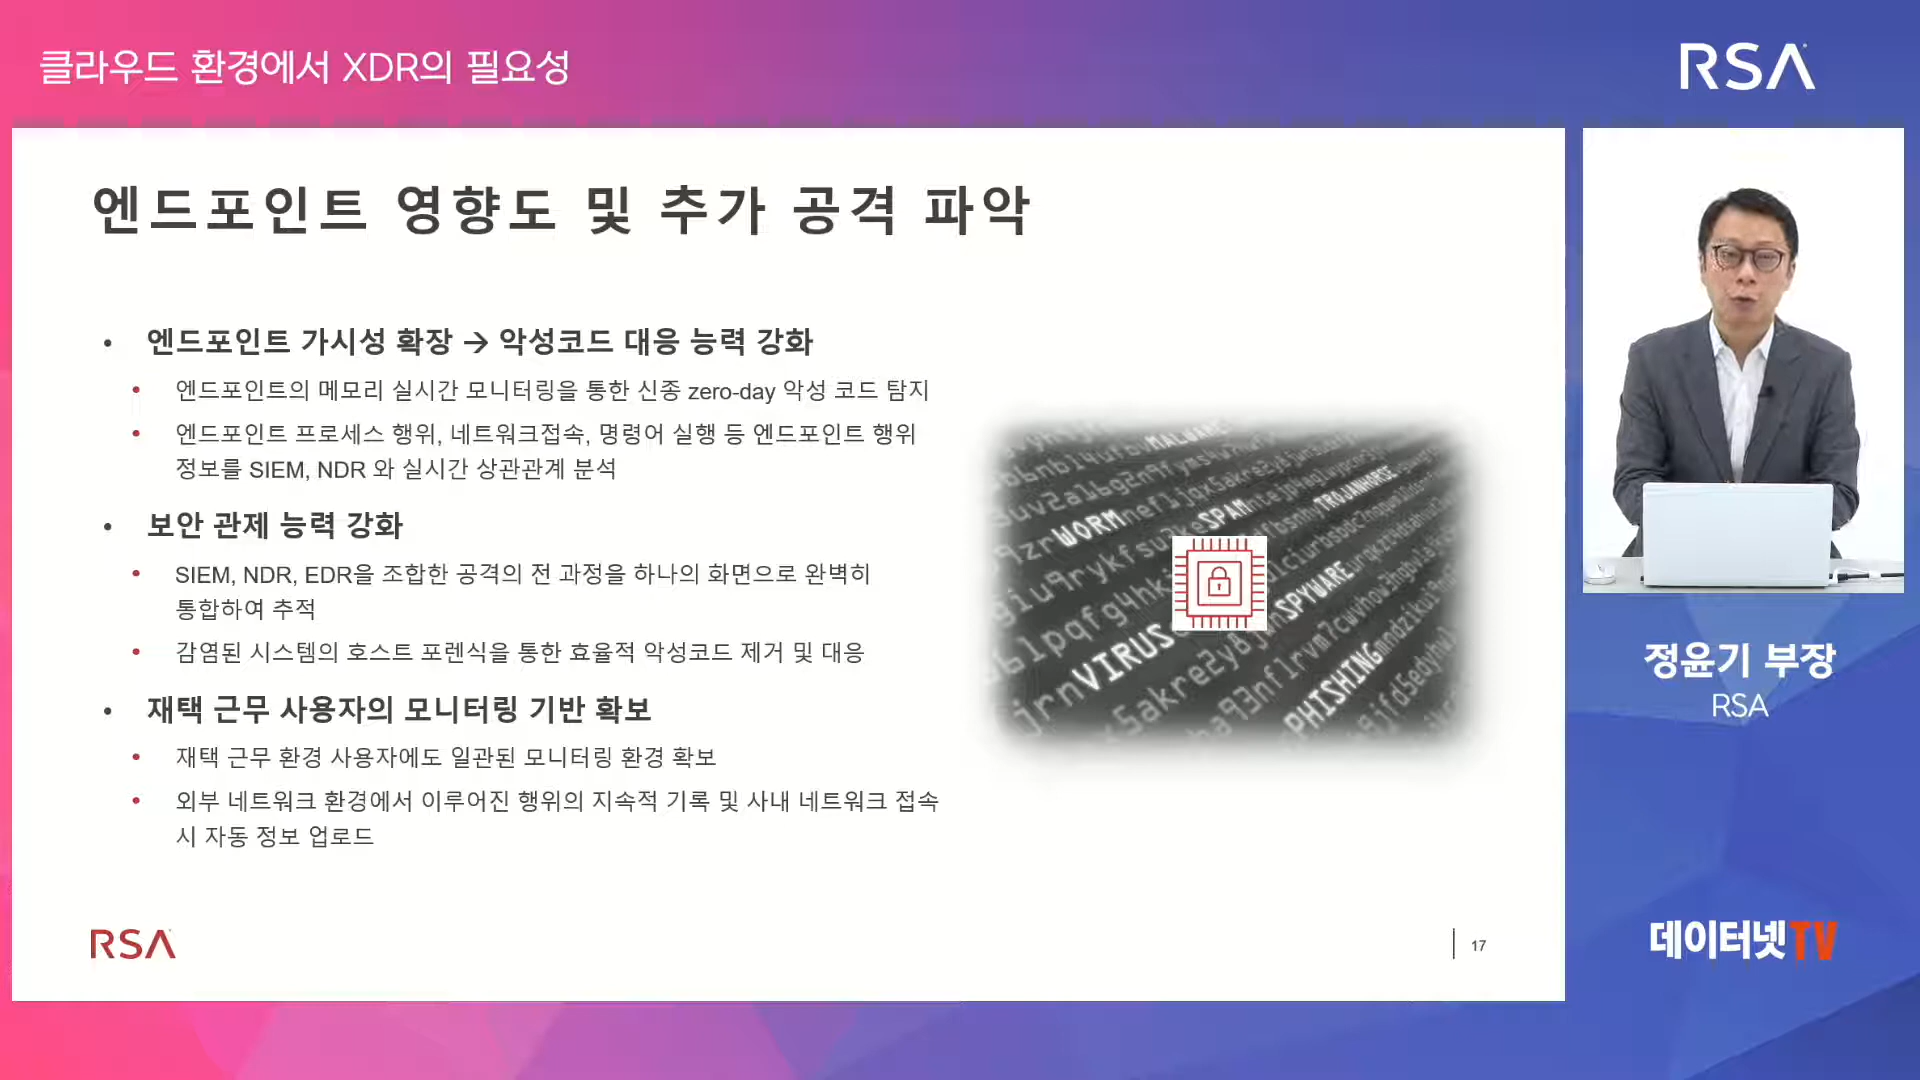 클라우드 환경에서 XDR의 필요성
RSA
엔드포인트 영향도 및 추가 공격 파악
• 엔드포인트 가시성 확장 → 악성코드 대응 능력 강화
• 엔드포인트의 메모리 실시간 모니터링을 통한 신종 zero-day 악성 코드 탐지
• 엔드포인트 프로세스 행위, 네트워크접속, 명령어 실행 등 엔드포인트 행위
정보를 SIEM, NDR 와 실시간 상관관계 분석
• 보안 관제 능력 강화
• SIEM, NDR, EDR을 조합한 공격의 전 과정을 하나의 화면으로 완벽히
통합하여 추적
• 감염된 시스템의 호스트 포렌식을 통한 효율적 악성코드 제거 및 대응
• 재택 근무 사용자의 모니터링 기반 확보
• 재택 근무 환경 사용자에도 일관된 모니터링 환경 확보
• 외부 네트워크 환경에서 이루어진 행위의 지속적 기록 및 사내 네트워크 접속
시 자동 정보 업로드
MALWARE
WORM
SPAM
TROJANHORSE
SPYWARE
VIRUS
PHISHING
RSA
17
정윤기 부장
RSA
데이터넷TV